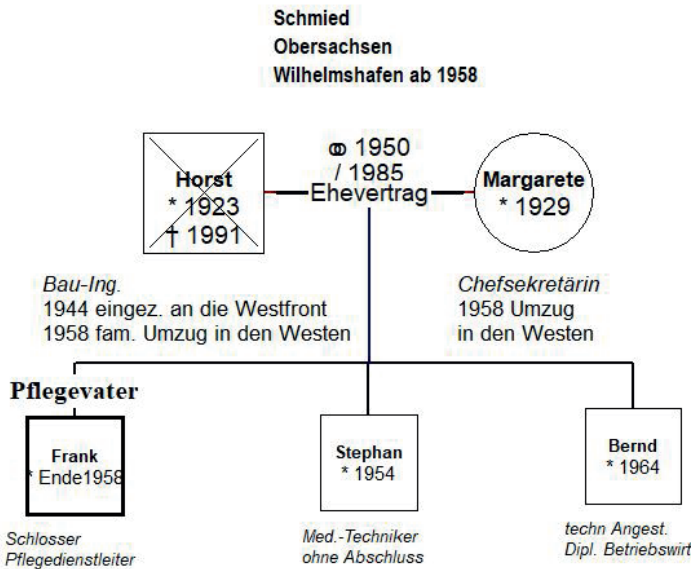 Schmied
Obersachsen
Wilhelmshafen ab 1958
Horst
* 1923
† 1991
⚭ 1950
/ 1985
Ehevertrag
Margarete
* 1929
Bau-Ing.
1944 eingez. an die Westfront
1958 fam. Umzug in den Westen
Chefsekretärin
1958 Umzug
in den Westen
Pflegevater
Frank
* Ende1958
Schlosser
Pflegedienstleiter
Stephan
* 1954
Med.-Techniker
ohne Abschluss
Bernd
* 1964
techn Angest.
Dipl. Betriebswirt